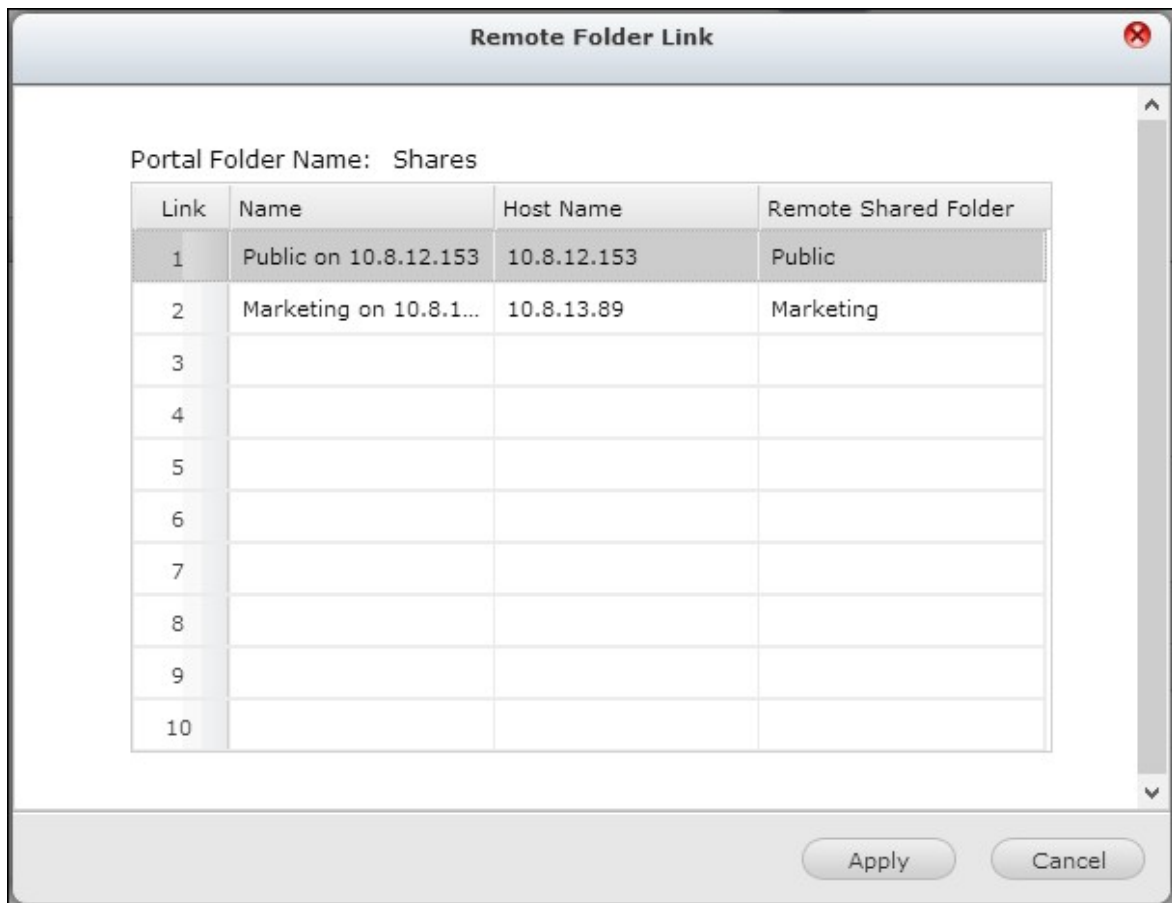 Remote Folder Link
Portal Folder Name: Shares
Link Name Host Name Remote Shared Folder
1 Public on 10.8.12.153 10.8.12.153 Public
2 Marketing on 10.8.1... 10.8.13.89 Marketing
3
4
5
6
7
8
9
10
Apply Cancel